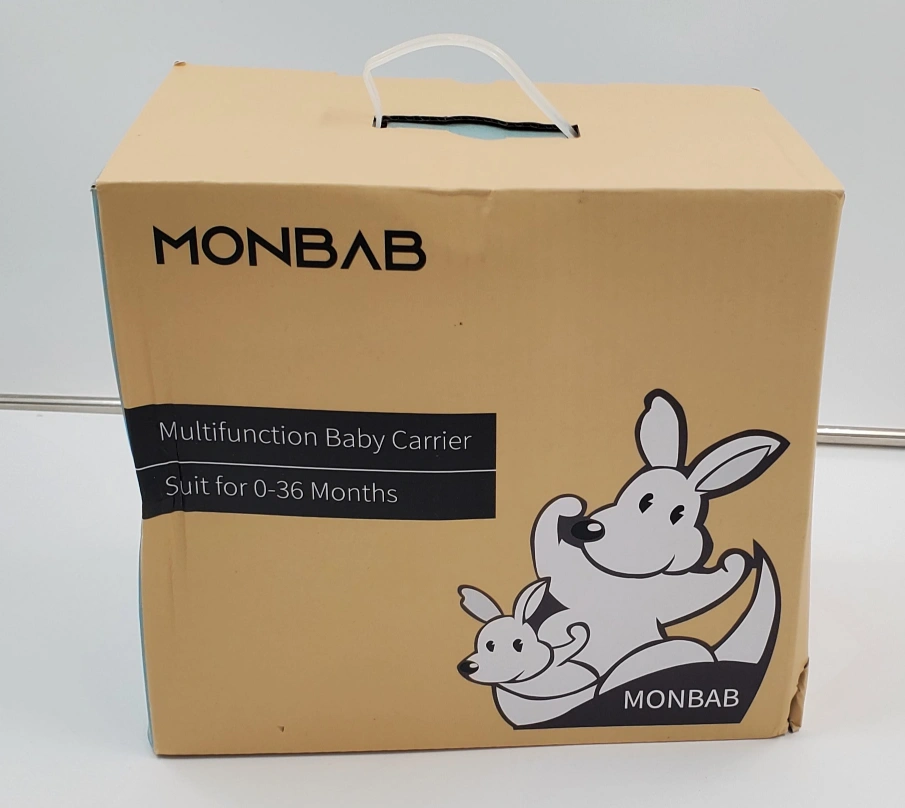 MONBAB
Multifunction Baby Carrier
Suit for 0-36 Months
MONBAB